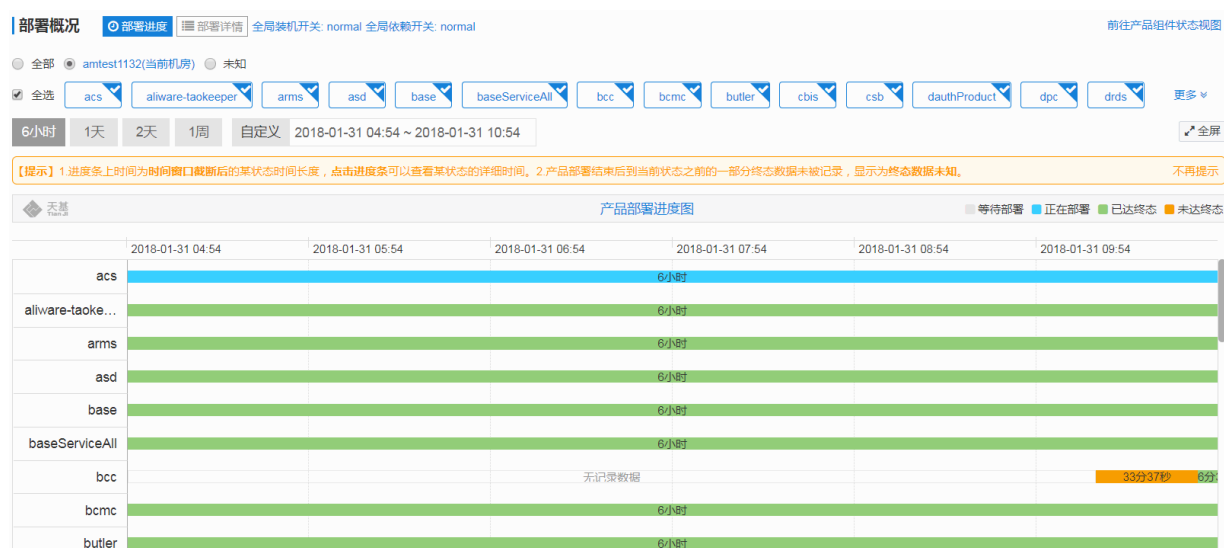 部署概况 部署进度 部署详情 全局装机开关: normal 全局依赖开关: normal 前往产品组件状态视图
全部 amtest1132(当前机房) 未知
全选 acs aliware-taokeeper arms asd base baseServiceAll bcc bcmc butler cbis csb dauthProduct dpc drds 更多
6小时 1天 2天 1周 自定义 2018-01-31 04:54 ~ 2018-01-31 10:54 全屏
【提示】1.进度条上时间为时间窗口截断后的某状态时间长度，点击进度条可以查看某状态的详细时间。2.产品部署结束后到当前状态之前的一部分终态数据未被记录，显示为终态数据未知。 不再提示
天基 TianJi 产品部署进度图 等待部署 正在部署 已达终态 未达终态
2018-01-31 04:54 2018-01-31 05:54 2018-01-31 06:54 2018-01-31 07:54 2018-01-31 08:54 2018-01-31 09:54
acs 6小时
aliware-taoke... 6小时
arms 6小时
asd 6小时
base 6小时
baseServiceAll 6小时
bcc 无记录数据 33分37秒 6分
bcmc 6小时
butler 6小时